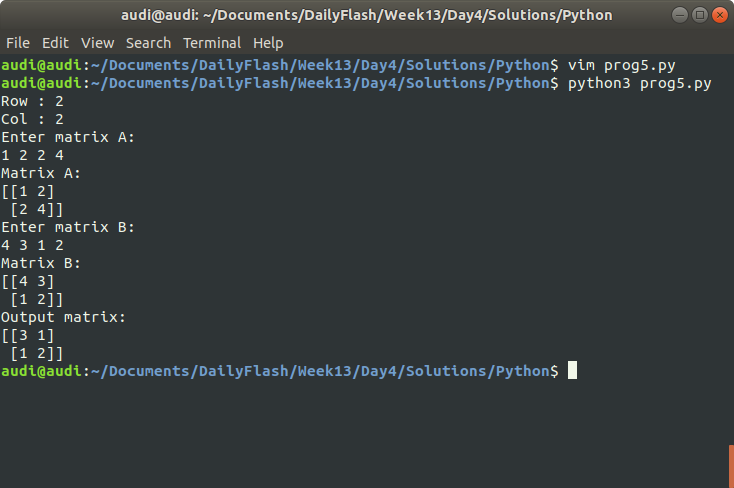 audi@audi: ~/Documents/DailyFlash/Week13/Day4/Solutions/Python
File Edit View Search Terminal Help
audi@audi:~/Documents/DailyFlash/Week13/Day4/Solutions/Python$ vim prog5.py
audi@audi:~/Documents/DailyFlash/Week13/Day4/Solutions/Python$ python3 prog5.py
Row : 2
Col : 2
Enter matrix A:
1 2 2 4
Matrix A:
[[1 2]
 [2 4]]
Enter matrix B:
4 3 1 2
Matrix B:
[[4 3]
 [1 2]]
Output matrix:
[[3 1]
 [1 2]]
audi@audi:~/Documents/DailyFlash/Week13/Day4/Solutions/Python$